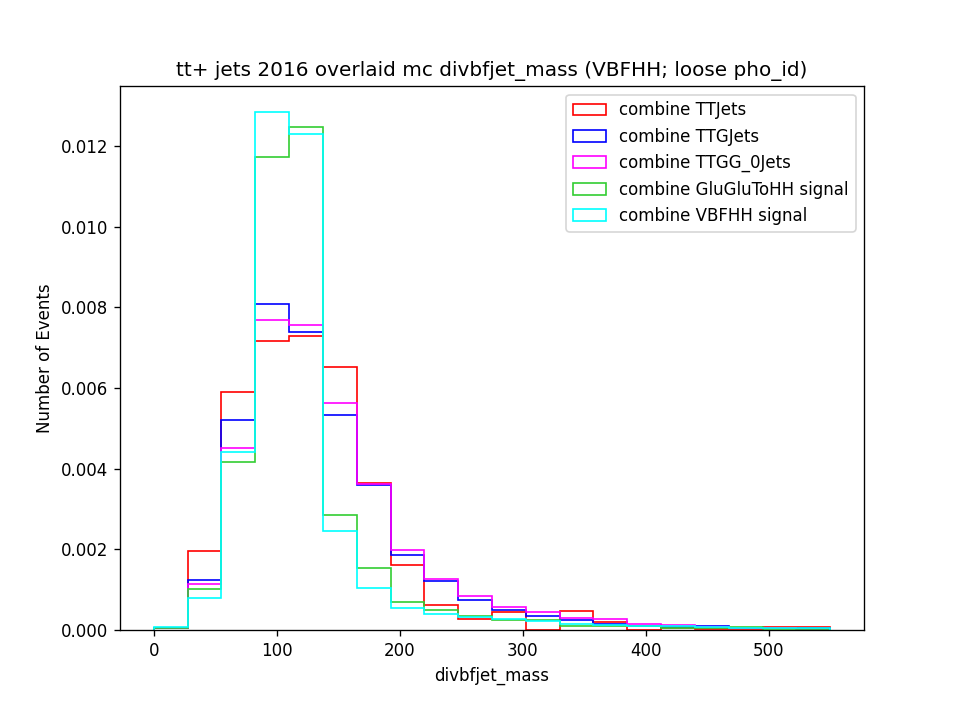 tt+ jets 2016 overlaid mc divbfjet_mass (VBFHH; loose pho_id)
combine TTJets
combine TTGJets
combine TTGG_0Jets
combine GluGluToHH signal
combine VBFHH signal
Number of Events
0.012
0.010
0.008
0.006
0.004
0.002
0.000
0 100 200 300 400 500
divbfjet_mass